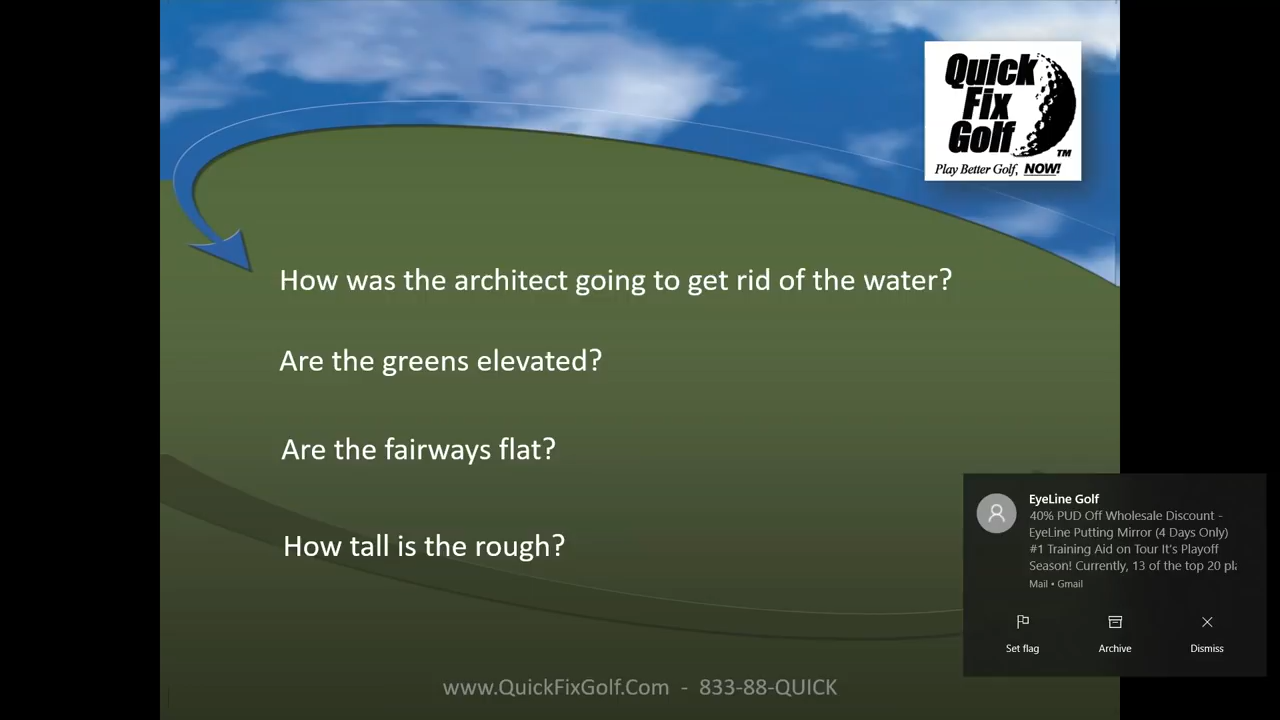 Quick
Fix
Golf
TM
Play Better Golf, NOW!
How was the architect going to get rid of the water?
Are the greens elevated?
Are the fairways flat?
How tall is the rough?
EyeLine Golf
40% PUD Off Wholesale Discount -
EyeLine Putting Mirror (4 Days Only)
#1 Training Aid on Tour It's Playoff
Season! Currently, 13 of the top 20 pla
Mail • Gmail
Set flag Archive Dismiss
www.QuickFixGolf.Com - 833-88-QUICK